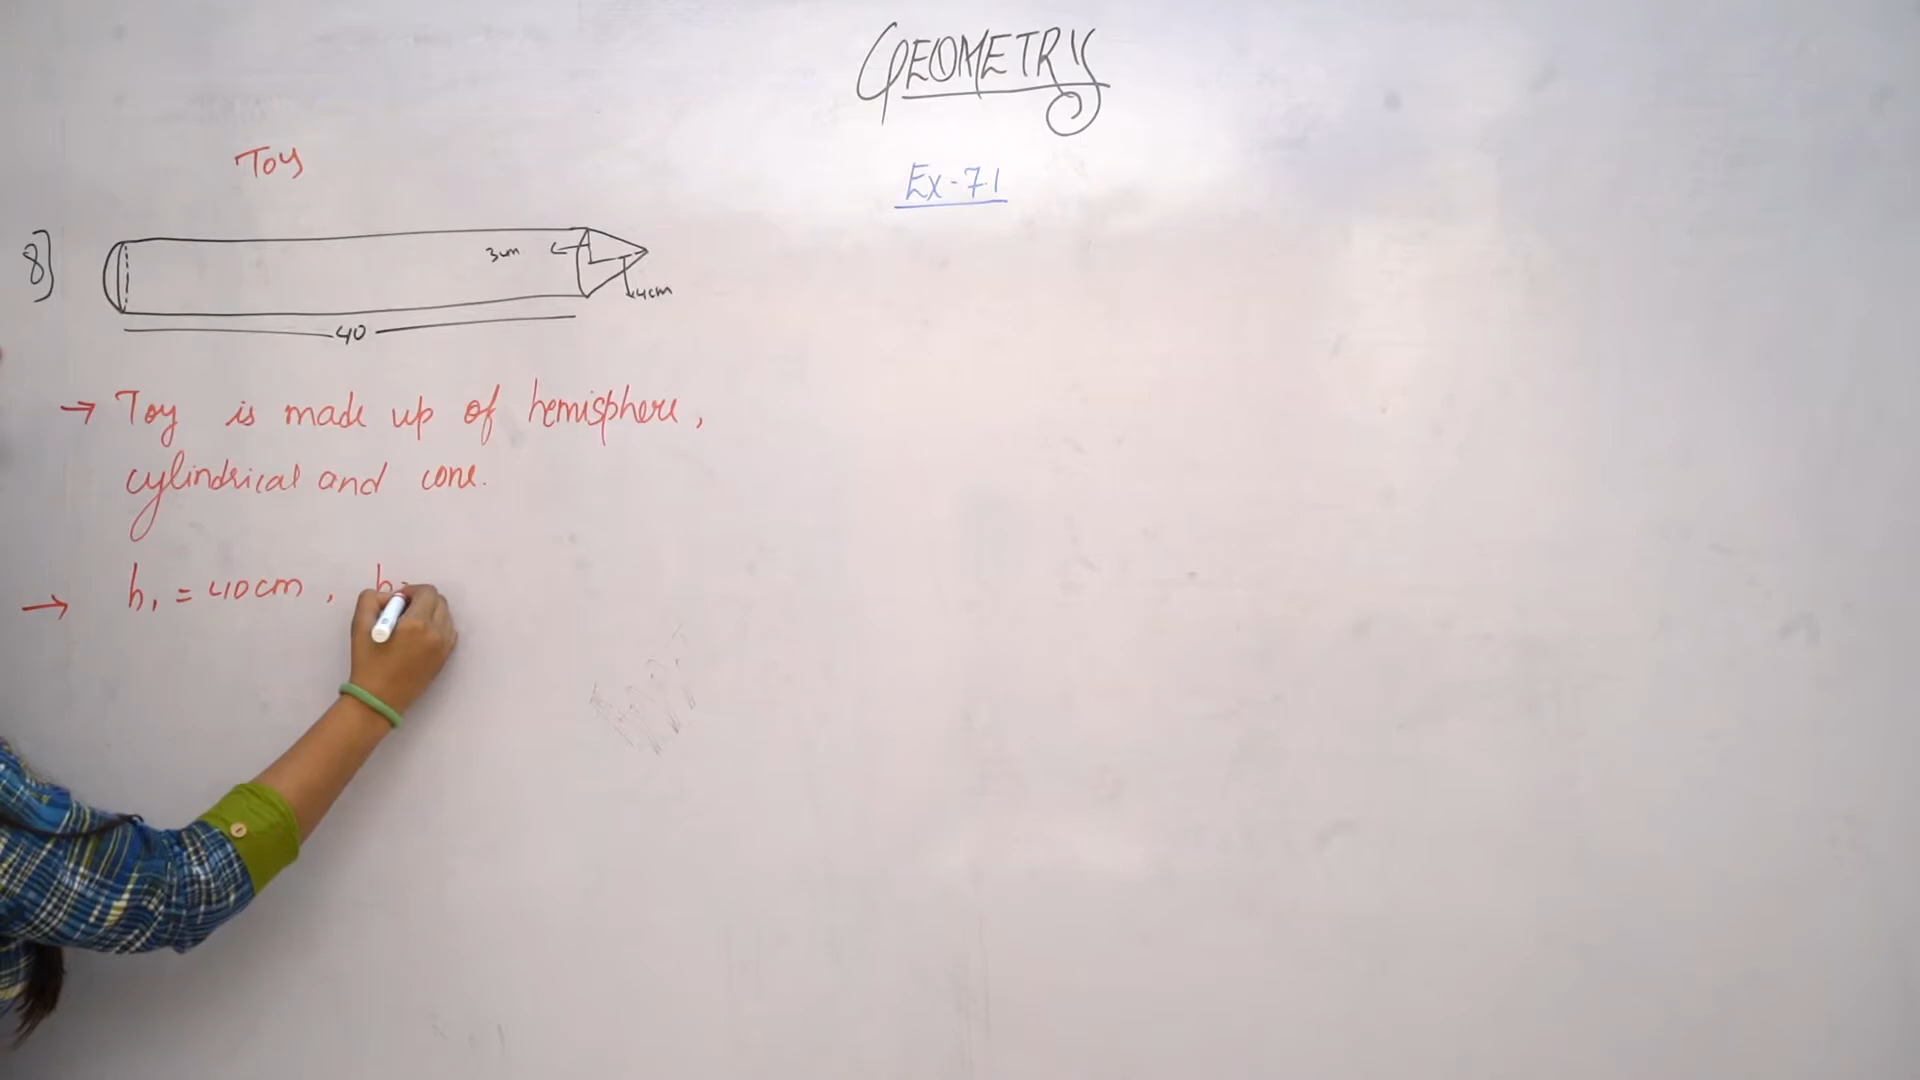 GEOMETRY
Ex-7.1
Toy
8]
3cm
4cm
40
→ Toy is made up of hemisphere,
cylindrical and cone.
→ h₁ = 40cm, h